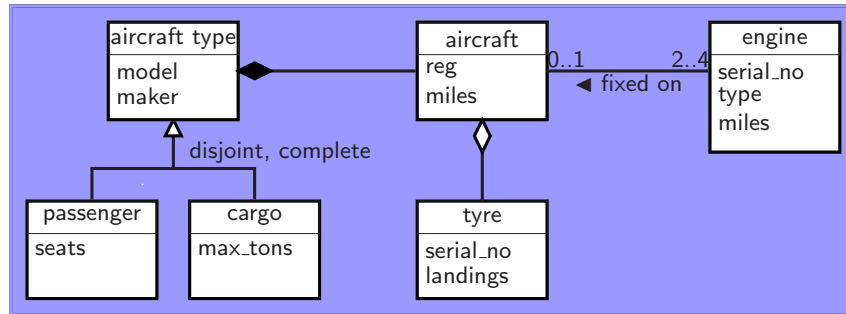 aircraft type
model
maker
aircraft
reg
miles
0..1
2..4
◄ fixed on
engine
serial_no
type
miles
disjoint, complete
passenger
seats
cargo
max_tons
tyre
serial_no
landings